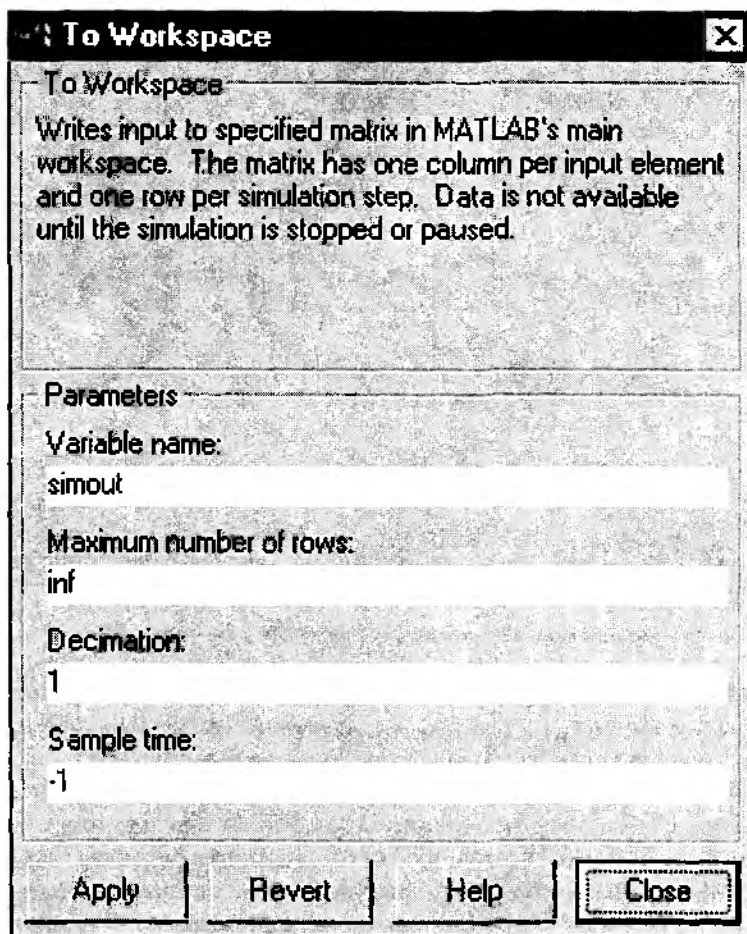 To Workspace
To Workspace
Writes input to specified matrix in MATLAB's main
workspace. The matrix has one column per input element
and one row per simulation step. Data is not available
until the simulation is stopped or paused.
Parameters
Variable name:
simout
Maximum number of rows:
inf
Decimation:
1
Sample time:
-1
Apply Revert Help Close